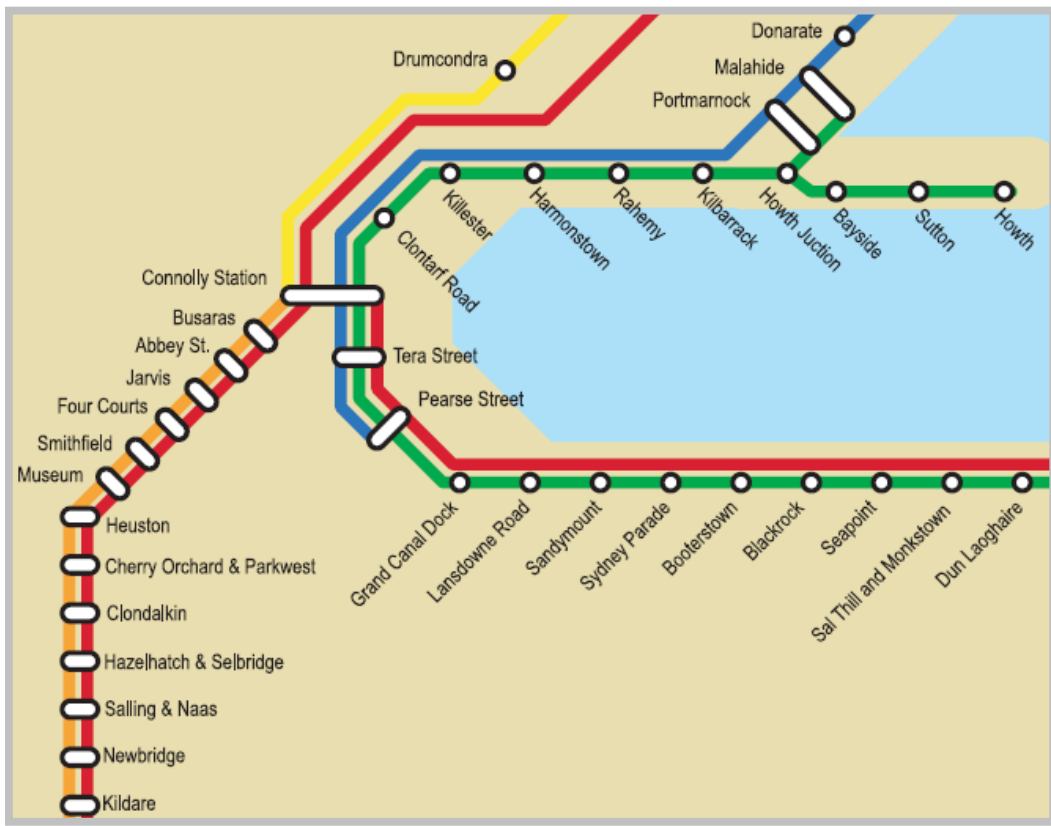 Drumcondra
Donarate
Malahide
Portmarnock
Killester
Harmonstown
Rahemy
Kilbarrack
Howth Juction
Bayside
Sutton
Howth
Clontarf Road
Connolly Station
Busaras
Abbey St.
Jarvis
Four Courts
Smithfield
Museum
Tera Street
Pearse Street
Heuston
Cherry Orchard & Parkwest
Clondalkin
Hazelhatch & Selbridge
Salling & Naas
Newbridge
Kildare
Grand Canal Dock
Lansdowne Road
Sandymount
Sydney Parade
Booterstown
Blackrock
Seapoint
Sal Thill and Monkstown
Dun Laoghaire